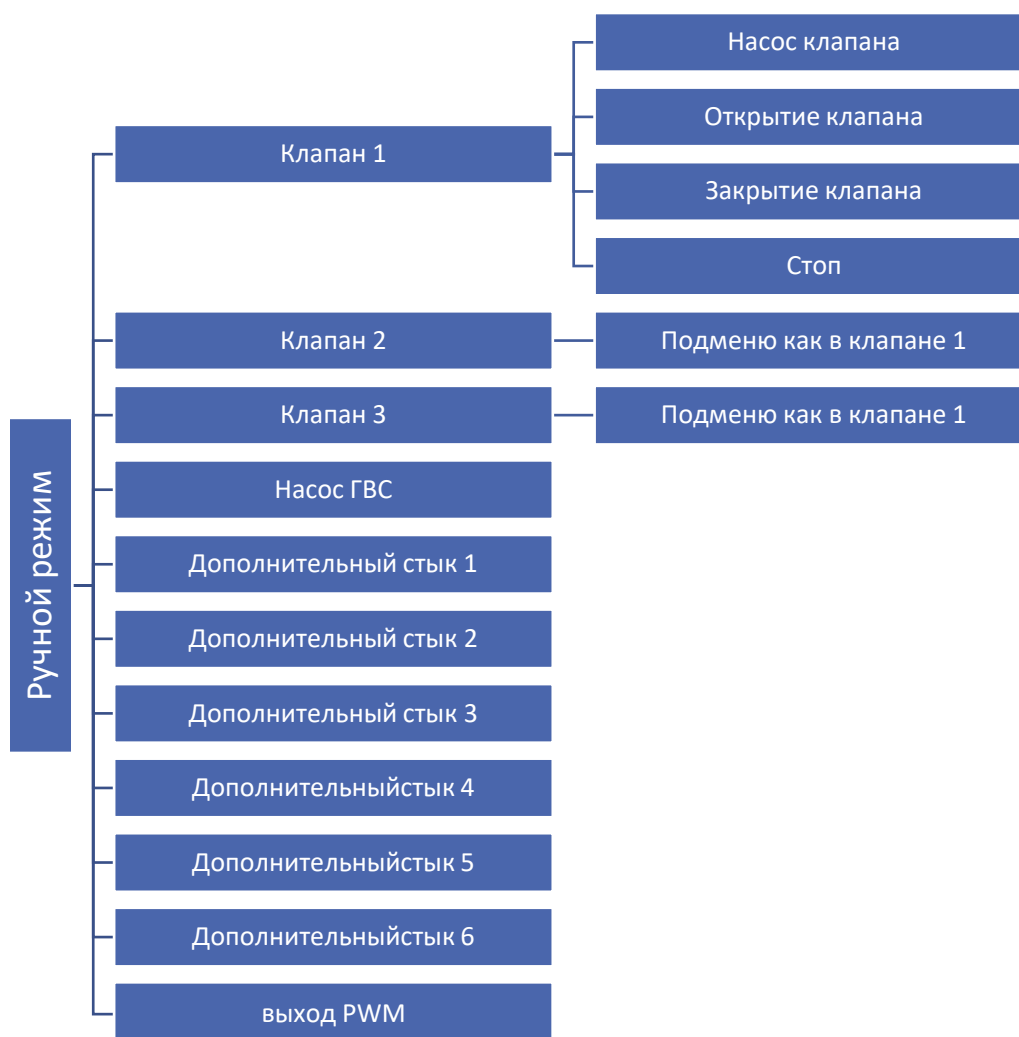 Ручной режим
Клапан 1
Насос клапана
Открытие клапана
Закрытие клапана
Стоп
Клапан 2
Подменю как в клапане 1
Клапан 3
Подменю как в клапане 1
Насос ГВС
Дополнительный стык 1
Дополнительный стык 2
Дополнительный стык 3
Дополнительныйстык 4
Дополнительныйстык 5
Дополнительныйстык 6
выход PWM